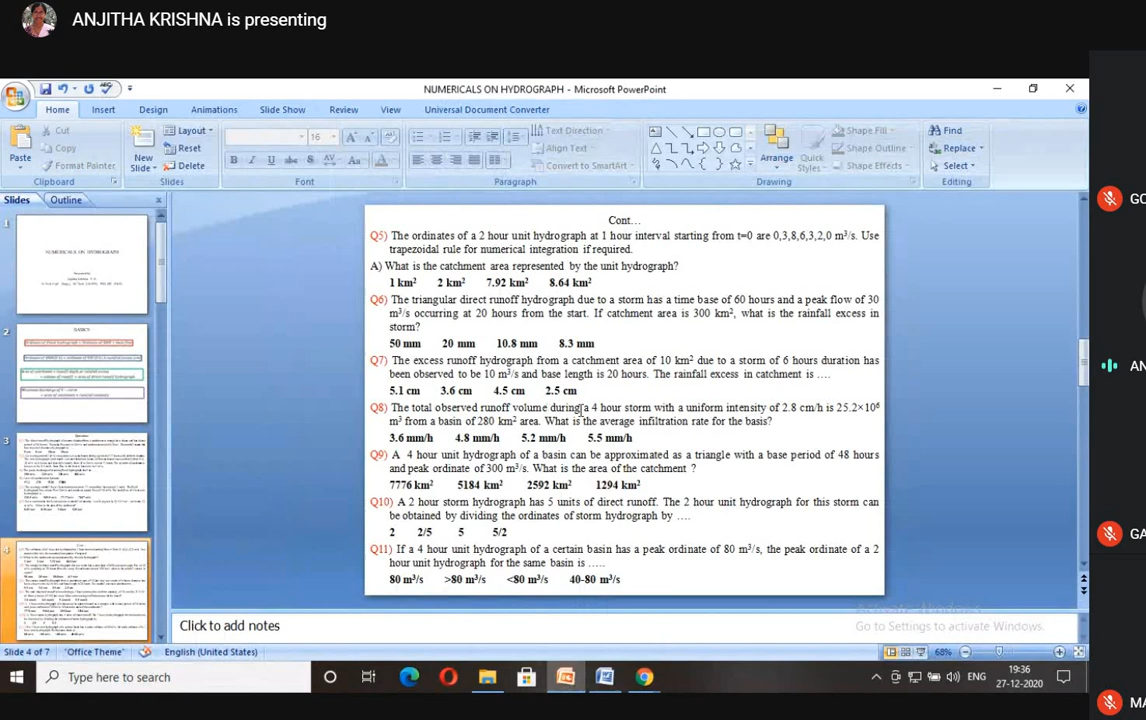 ANJITHA KRISHNA is presenting
NUMERICALS ON HYDROGRAPH - Microsoft PowerPoint
Home Insert Design Animations Slide Show Review View Universal Document Converter
Paste
Cut
Copy
Format Painter
Clipboard
New Slide
Layout
Reset
Delete
Slides
16
Font
Paragraph
Text Direction
Align Text
Convert to SmartArt
Arrange
Quick Styles
Shape Fill
Shape Outline
Shape Effects
Drawing
Find
Replace
Select
Editing
Slides Outline
1
NUMERICALS ON HYDROGRAPH
2
BASICS
3
4
Cont…
Q5) The ordinates of a 2 hour unit hydrograph at 1 hour interval starting from t=0 are 0,3,8,6,3,2,0 m³/s. Use
trapezoidal rule for numerical integration if required.
A) What is the catchment area represented by the unit hydrograph?
1 km² 2 km² 7.92 km² 8.64 km²
Q6) The triangular direct runoff hydrograph due to a storm has a time base of 60 hours and a peak flow of 30
m³/s occurring at 20 hours from the start. If catchment area is 300 km², what is the rainfall excess in
storm?
50 mm 20 mm 10.8 mm 8.3 mm
Q7) The excess runoff hydrograph from a catchment area of 10 km² due to a storm of 6 hours duration has
been observed to be 10 m³/s and base length is 20 hours. The rainfall excess in catchment is ….
5.1 cm 3.6 cm 4.5 cm 2.5 cm
Q8) The total observed runoff volume during a 4 hour storm with a uniform intensity of 2.8 cm/h is 25.2×10⁶
m³ from a basin of 280 km² area. What is the average infiltration rate for the basis?
3.6 mm/h 4.8 mm/h 5.2 mm/h 5.5 mm/h
Q9) A 4 hour unit hydrograph of a basin can be approximated as a triangle with a base period of 48 hours
and peak ordinate of 300 m³/s. What is the area of the catchment ?
7776 km² 5184 km² 2592 km² 1294 km²
Q10) A 2 hour storm hydrograph has 5 units of direct runoff. The 2 hour unit hydrograph for this storm can
be obtained by dividing the ordinates of storm hydrograph by ….
2 2/5 5 5/2
Q11) If a 4 hour unit hydrograph of a certain basin has a peak ordinate of 80 m³/s, the peak ordinate of a 2
hour unit hydrograph for the same basin is …..
80 m³/s >80 m³/s <80 m³/s 40-80 m³/s
Click to add notes
Go to Settings to activate Windows.
Slide 4 of 7 "Office Theme" English (United States) 68%
Type here to search
ENG
19:36
27-12-2020
GO
AN
GA
MA